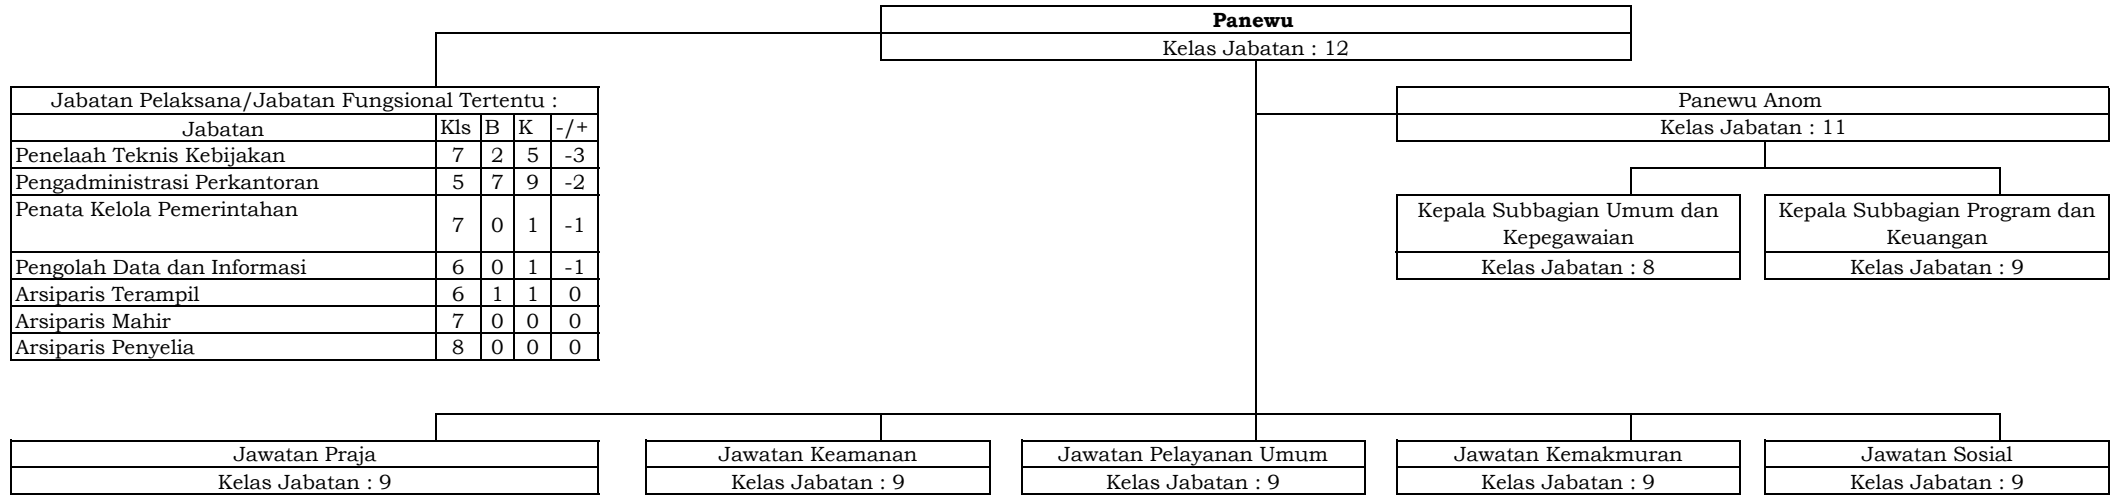 Panewu
Kelas Jabatan : 12
Jabatan Pelaksana/Jabatan Fungsional Tertentu :
Jabatan Kls B K -/+
Penelaah Teknis Kebijakan 7 2 5 -3
Pengadministrasi Perkantoran 5 7 9 -2
Penata Kelola Pemerintahan 7 0 1 -1
Pengolah Data dan Informasi 6 0 1 -1
Arsiparis Terampil 6 1 1 0
Arsiparis Mahir 7 0 0 0
Arsiparis Penyelia 8 0 0 0
Panewu Anom
Kelas Jabatan : 11
Kepala Subbagian Umum dan
Kepegawaian
Kelas Jabatan : 8
Kepala Subbagian Program dan
Keuangan
Kelas Jabatan : 9
Jawatan Praja
Kelas Jabatan : 9
Jawatan Keamanan
Kelas Jabatan : 9
Jawatan Pelayanan Umum
Kelas Jabatan : 9
Jawatan Kemakmuran
Kelas Jabatan : 9
Jawatan Sosial
Kelas Jabatan : 9